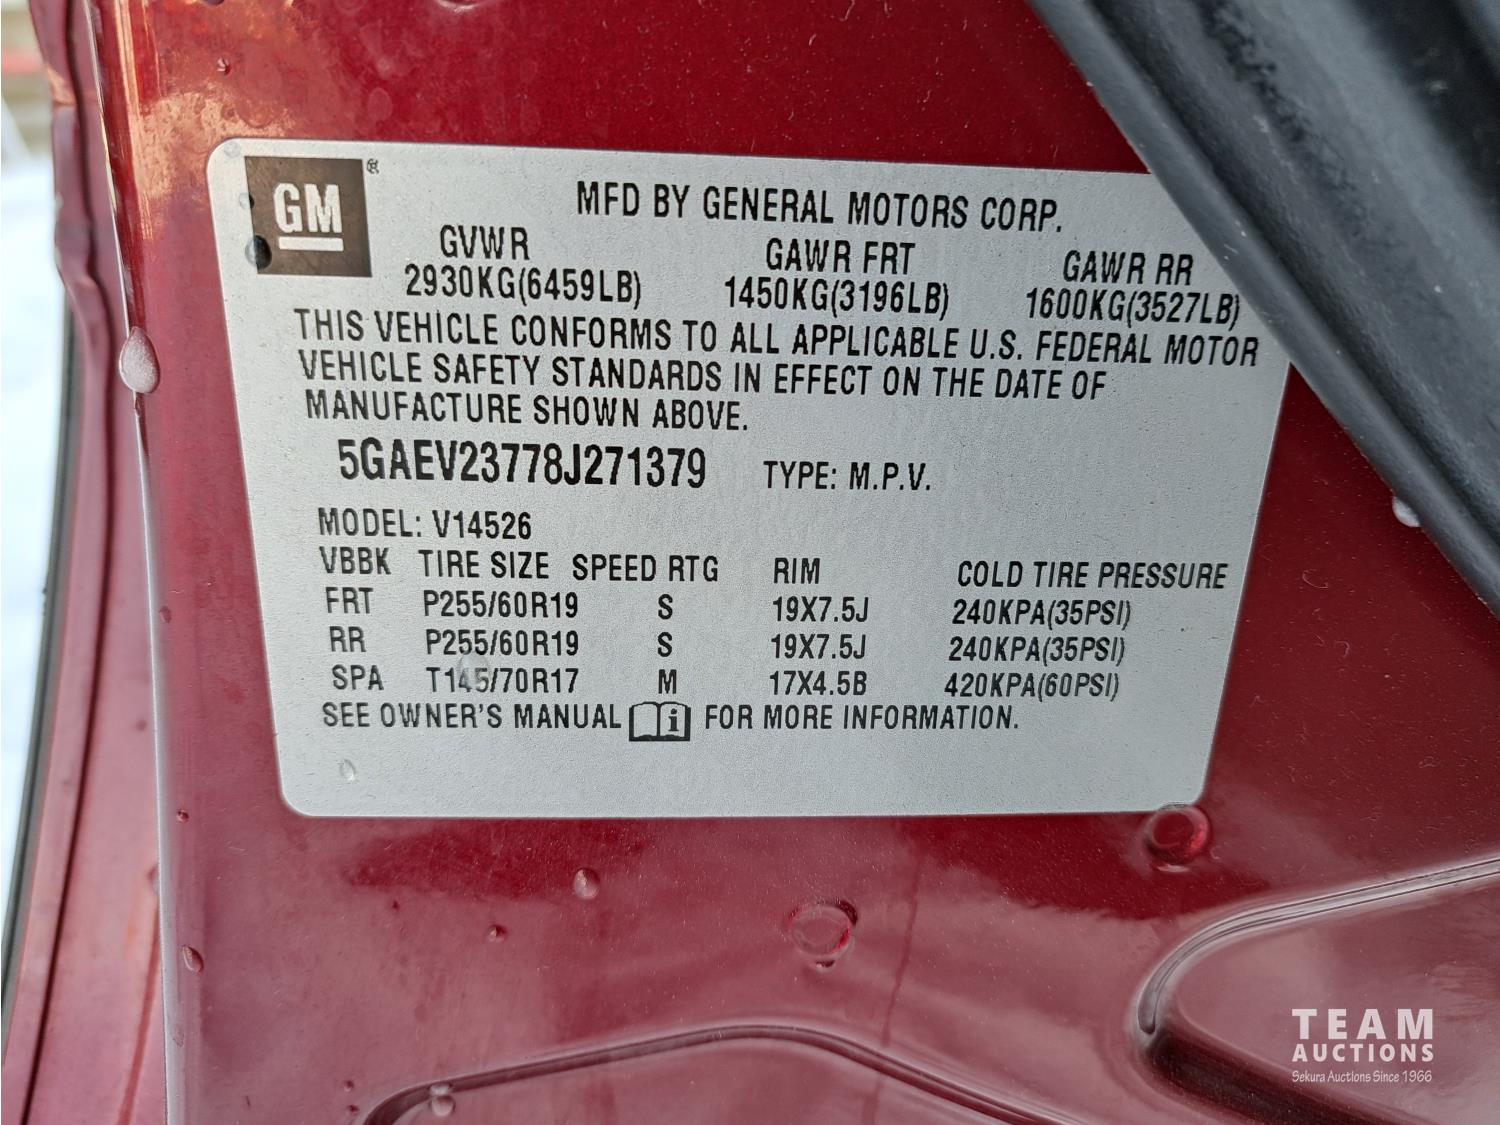 GM
MFD BY GENERAL MOTORS CORP.
GVWR GAWR FRT GAWR RR
2930KG(6459LB) 1450KG(3196LB) 1600KG(3527LB)
THIS VEHICLE CONFORMS TO ALL APPLICABLE U.S. FEDERAL MOTOR
VEHICLE SAFETY STANDARDS IN EFFECT ON THE DATE OF
MANUFACTURE SHOWN ABOVE.
5GAEV23778J271379 TYPE: M.P.V.
MODEL: V14526
VBBK TIRE SIZE SPEED RTG RIM COLD TIRE PRESSURE
FRT P255/60R19 S 19X7.5J 240KPA(35PSI)
RR P255/60R19 S 19X7.5J 240KPA(35PSI)
SPA T145/70R17 M 17X4.5B 420KPA(60PSI)
SEE OWNER'S MANUAL i FOR MORE INFORMATION.
TEAM
AUCTIONS
Sekura Auctions Since 1966